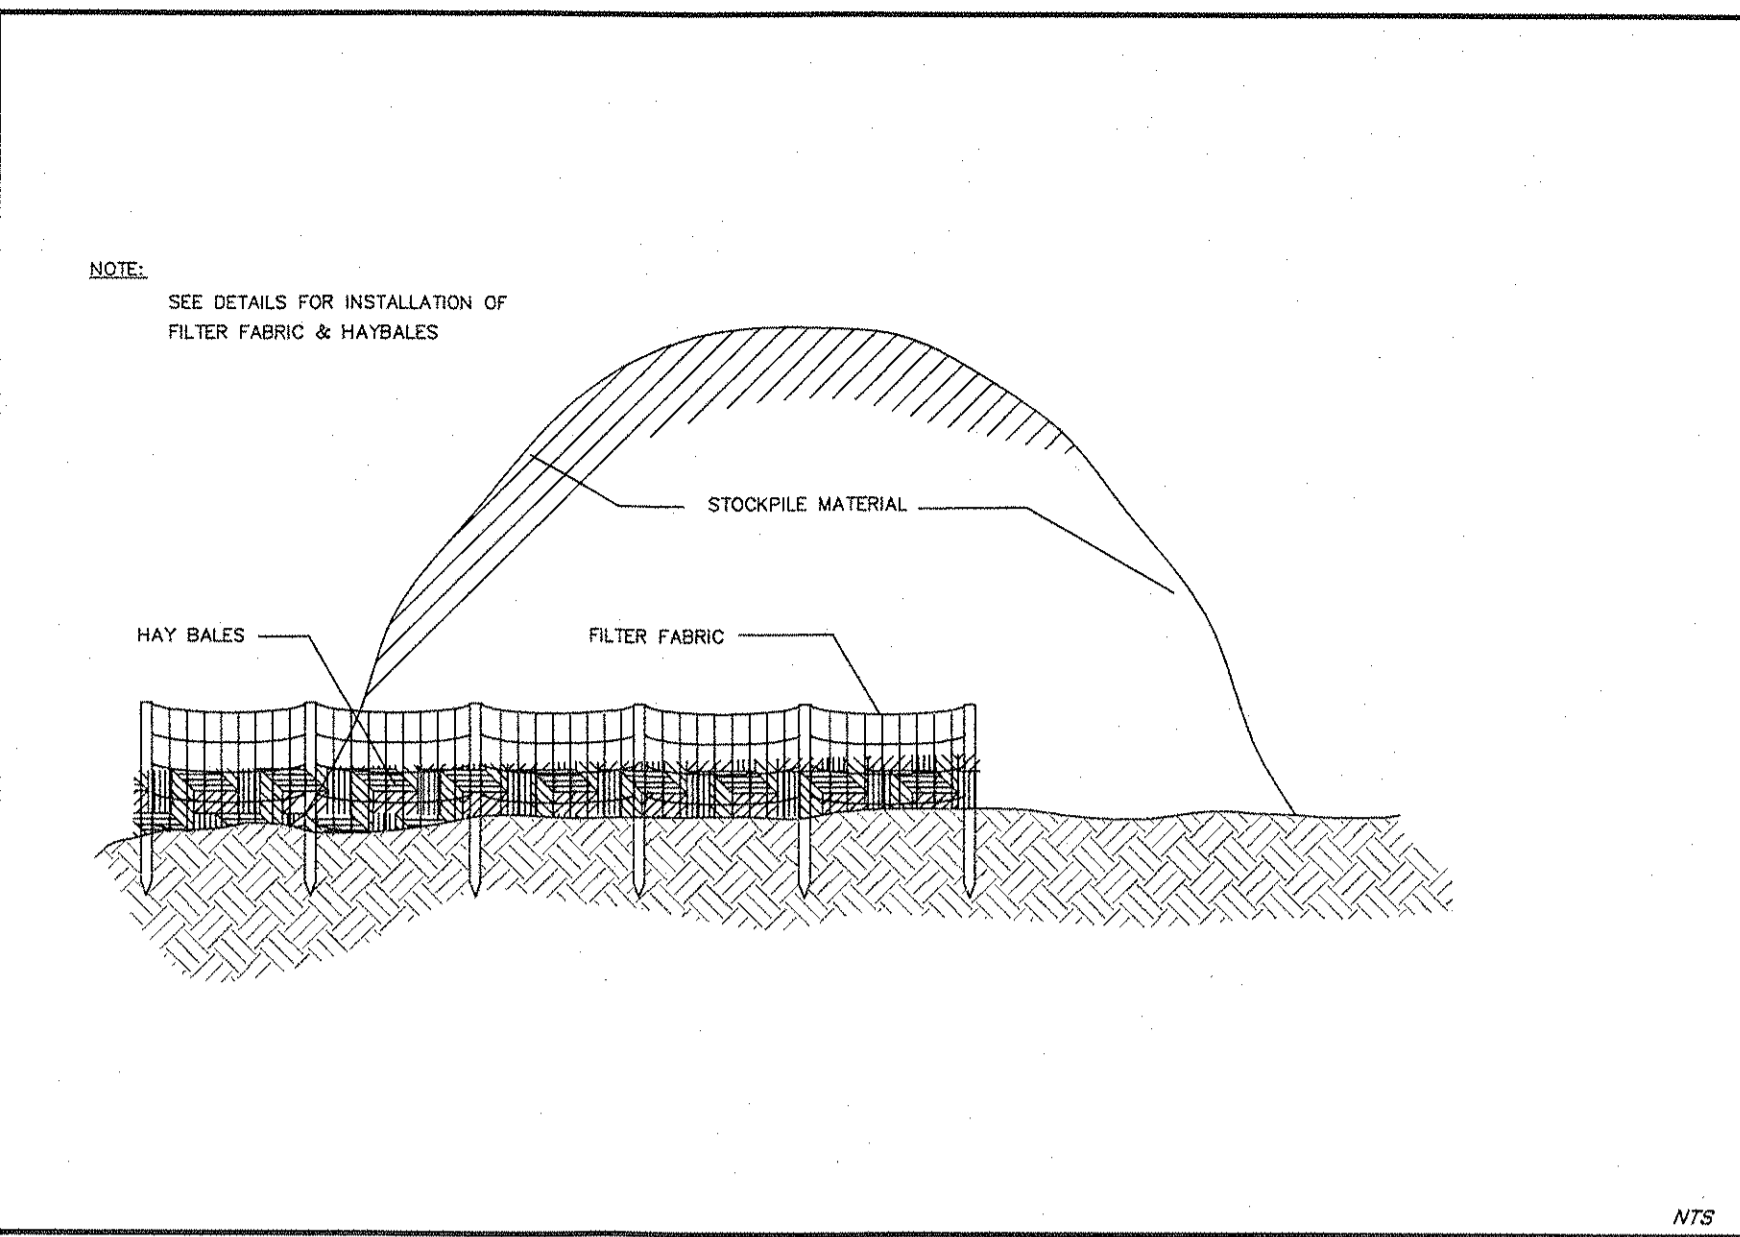 NOTE:
SEE DETAILS FOR INSTALLATION OF
FILTER FABRIC & HAYBALES
STOCKPILE MATERIAL
HAY BALES
FILTER FABRIC
NTS